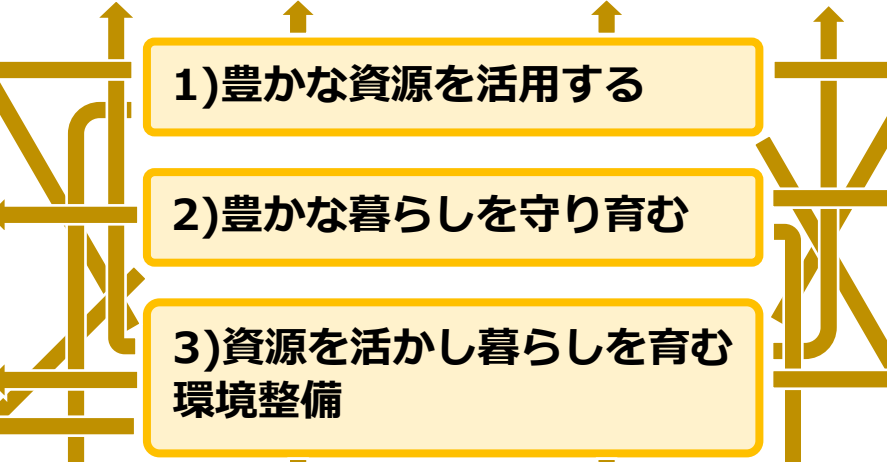 1)豊かな資源を活用する
2)豊かな暮らしを守り育む
3)資源を活かし暮らしを育む
環境整備